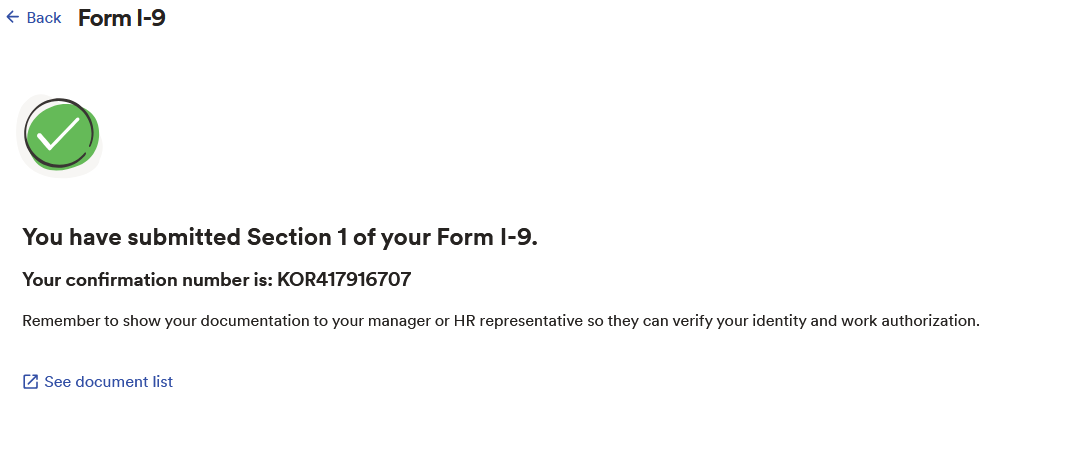 Back Form I-9
You have submitted Section 1 of your Form I-9.
Your confirmation number is: KOR417916707
Remember to show your documentation to your manager or HR representative so they can verify your identity and work authorization.
See document list